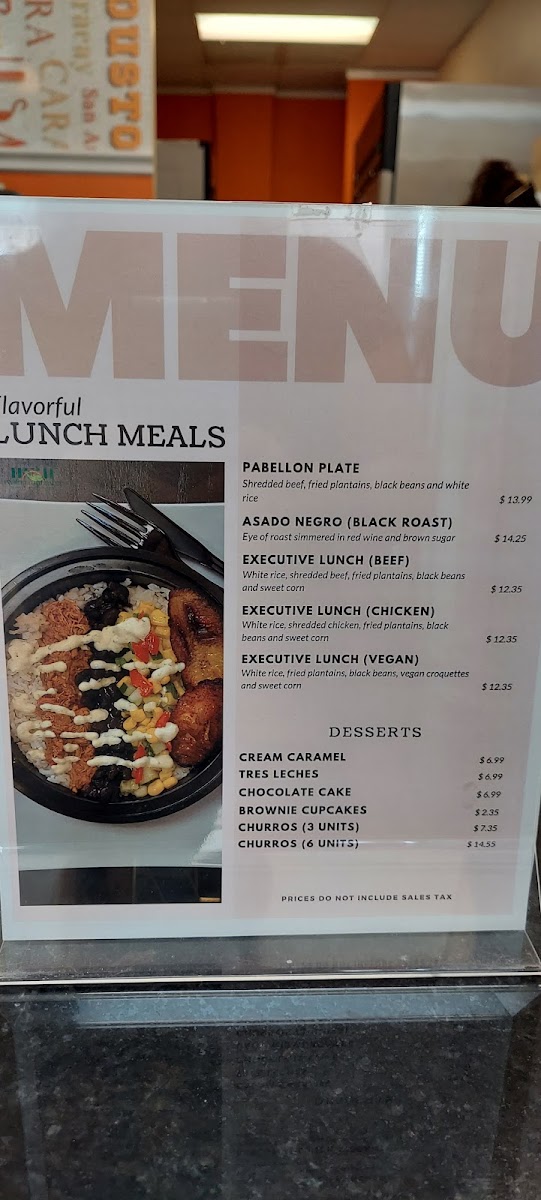 OUSTO
San A
CARA
MENU
lavorful
LUNCH MEALS
PABELLON PLATE
Shredded beef, fried plantains, black beans and white
rice $ 13.99
ASADO NEGRO (BLACK ROAST)
Eye of roast simmered in red wine and brown sugar $ 14.25
EXECUTIVE LUNCH (BEEF)
White rice, shredded beef, fried plantains, black beans
and sweet corn $ 12.35
EXECUTIVE LUNCH (CHICKEN)
White rice, shredded chicken, fried plantains, black
beans and sweet corn $ 12.35
EXECUTIVE LUNCH (VEGAN)
White rice, fried plantains, black beans, vegan croquettes
and sweet corn $ 12.35
DESSERTS
CREAM CARAMEL $ 6.99
TRES LECHES $ 6.99
CHOCOLATE CAKE $ 6.99
BROWNIE CUPCAKES $ 2.35
CHURROS (3 UNITS) $ 7.35
CHURROS (6 UNITS) $ 14.55
PRICES DO NOT INCLUDE SALES TAX